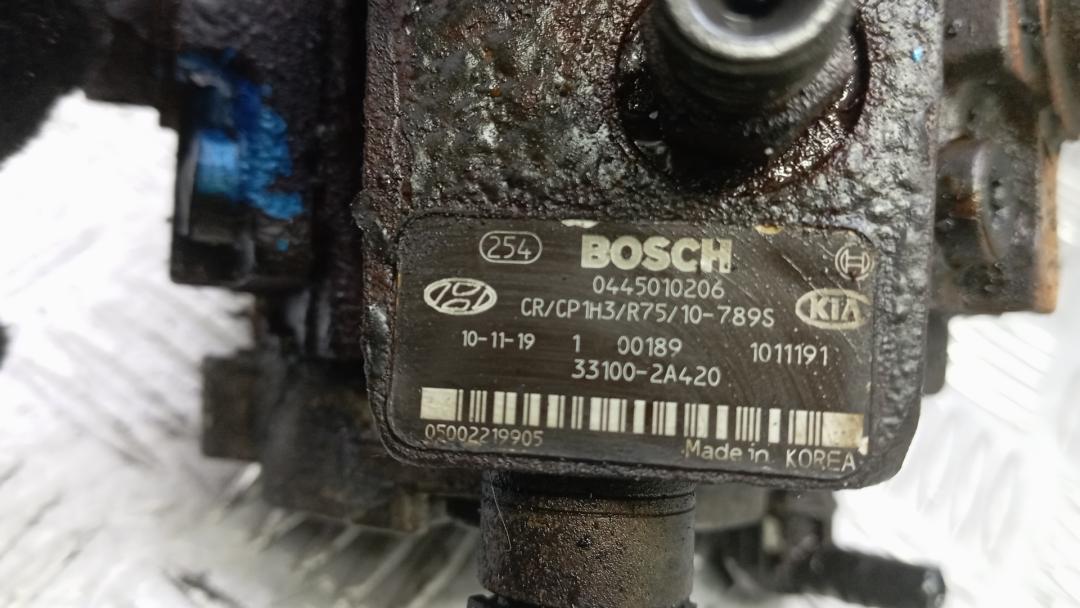 254 BOSCH
0445010206
CR/CP1H3/R75/10-789S KIA
10-11-19 1 00189 1011191
33100-2A420
05002219905 Made in KOREA